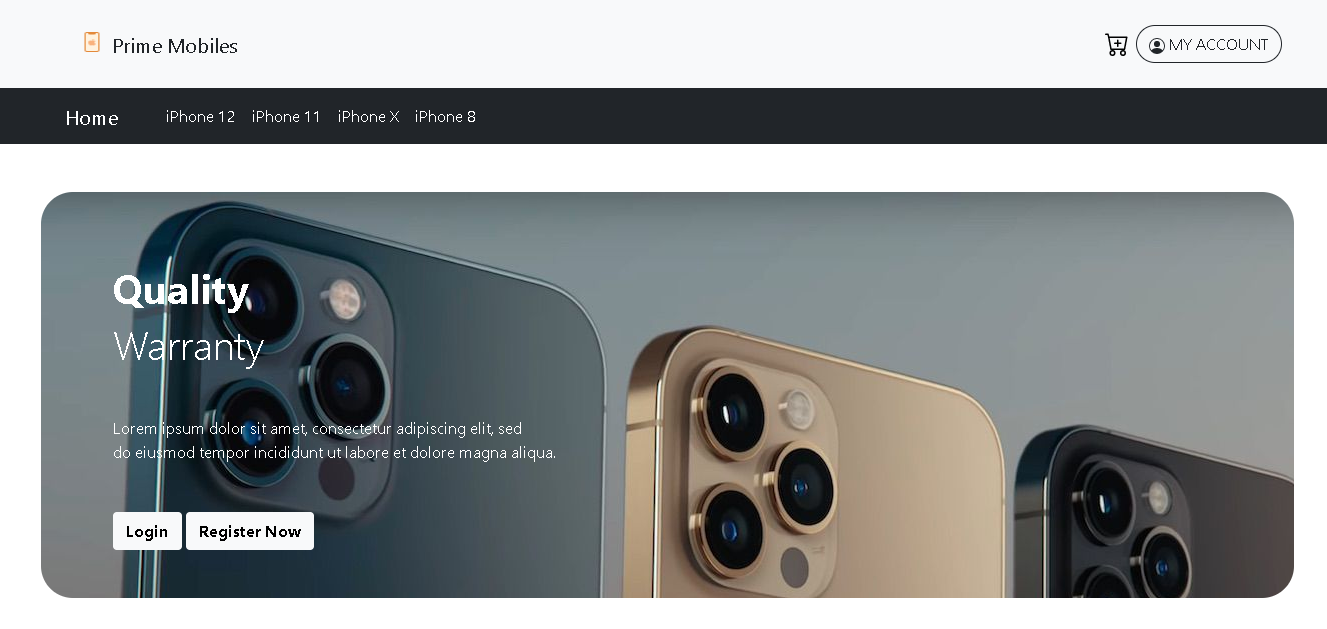 Prime Mobiles
MY ACCOUNT
Home iPhone 12 iPhone 11 iPhone X iPhone 8
Quality
Warranty
Lorem ipsum dolor sit amet, consectetur adipiscing elit, sed
do eiusmod tempor incididunt ut labore et dolore magna aliqua.
Login Register Now